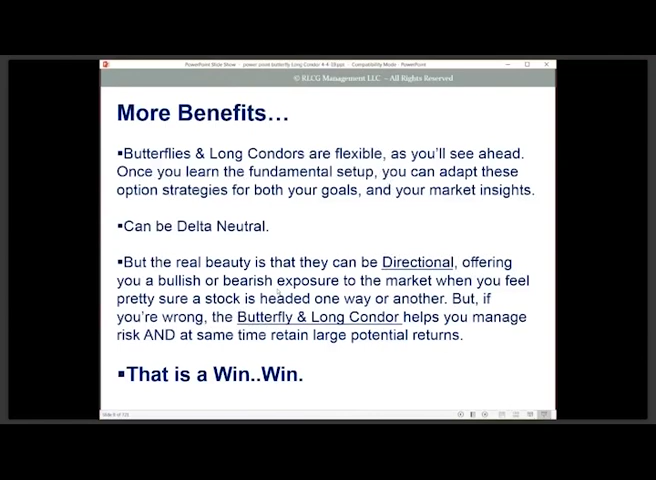 PowerPoint Slide Show - power point butterfly Long Condor 4-4-19.pps - Compatibility Mode - PowerPoint
© RLCG Management LLC – All Rights Reserved
More Benefits…
▪Butterflies & Long Condors are flexible, as you'll see ahead.
Once you learn the fundamental setup, you can adapt these
option strategies for both your goals, and your market insights.
▪Can be Delta Neutral.
▪But the real beauty is that they can be Directional, offering
you a bullish or bearish exposure to the market when you feel
pretty sure a stock is headed one way or another. But, if
you're wrong, the Butterfly & Long Condor helps you manage
risk AND at same time retain large potential returns.
▪That is a Win..Win.